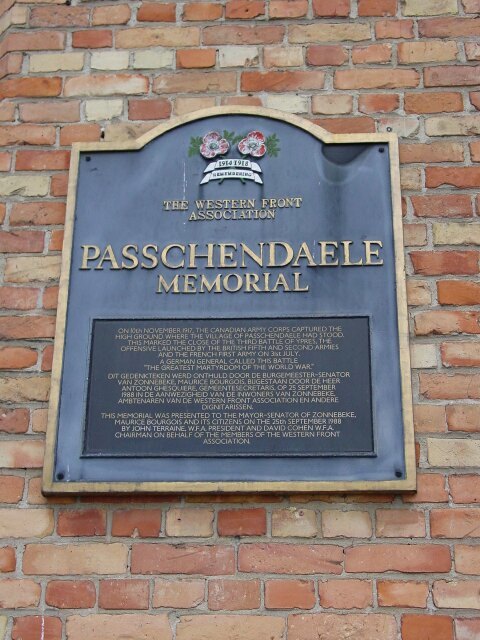 1914 1918
REMEMBERING
THE WESTERN FRONT
ASSOCIATION
PASSCHENDAELE
MEMORIAL
ON 10th NOVEMBER 1917, THE CANADIAN ARMY CORPS CAPTURED THE
HIGH GROUND WHERE THE VILLAGE OF PASSCHENDAELE HAD STOOD.
THIS MARKED THE CLOSE OF THE THIRD BATTLE OF YPRES, THE
OFFENSIVE LAUNCHED BY THE BRITISH FIFTH AND SECOND ARMIES
AND THE FRENCH FIRST ARMY ON 31st JULY.
A GERMAN GENERAL CALLED THIS BATTLE
"THE GREATEST MARTYRDOM OF THE WORLD WAR."
DIT GEDENKTEKEN WERD ONTHULD DOOR DE BURGEMEESTER-SENATOR
VAN ZONNEBEKE, MAURICE BOURGOIS, BIJGESTAAN DOOR DE HEER
ANTOON GHESQUIERE, GEMEENTESECRETARIS, OP 25 SEPTEMBER
1988 IN DE AANWEZIGHEID VAN DE INWONERS VAN ZONNEBEKE,
AMBTENAREN VAN DE WESTERN FRONT ASSOCIATION EN ANDERE
DIGNITARISSEN.
THIS MEMORIAL WAS PRESENTED TO THE MAYOR-SENATOR OF ZONNEBEKE,
MAURICE BOURGOIS AND ITS CITIZENS ON THE 25th SEPTEMBER 1988
BY JOHN TERRAINE, W.F.A. PRESIDENT AND DAVID COHEN W.F.A.
CHAIRMAN ON BEHALF OF THE MEMBERS OF THE WESTERN FRONT
ASSOCIATION.